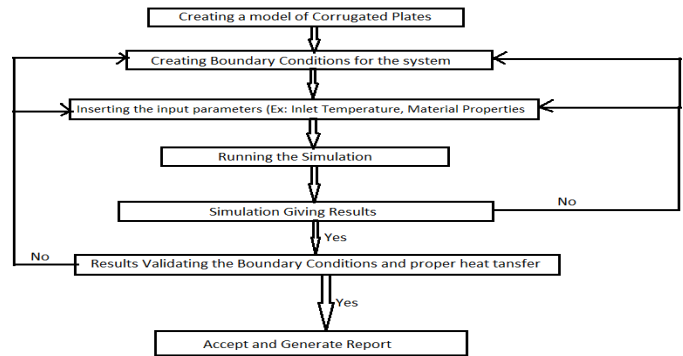 Creating a model of Corrugated Plates
Creating Boundary Conditions for the system
Inserting the input parameters (Ex: Inlet Temperature, Material Properties
Running the Simulation
Simulation Giving Results
No
Yes
No
Results Validating the Boundary Conditions and proper heat tansfer
Yes
Accept and Generate Report